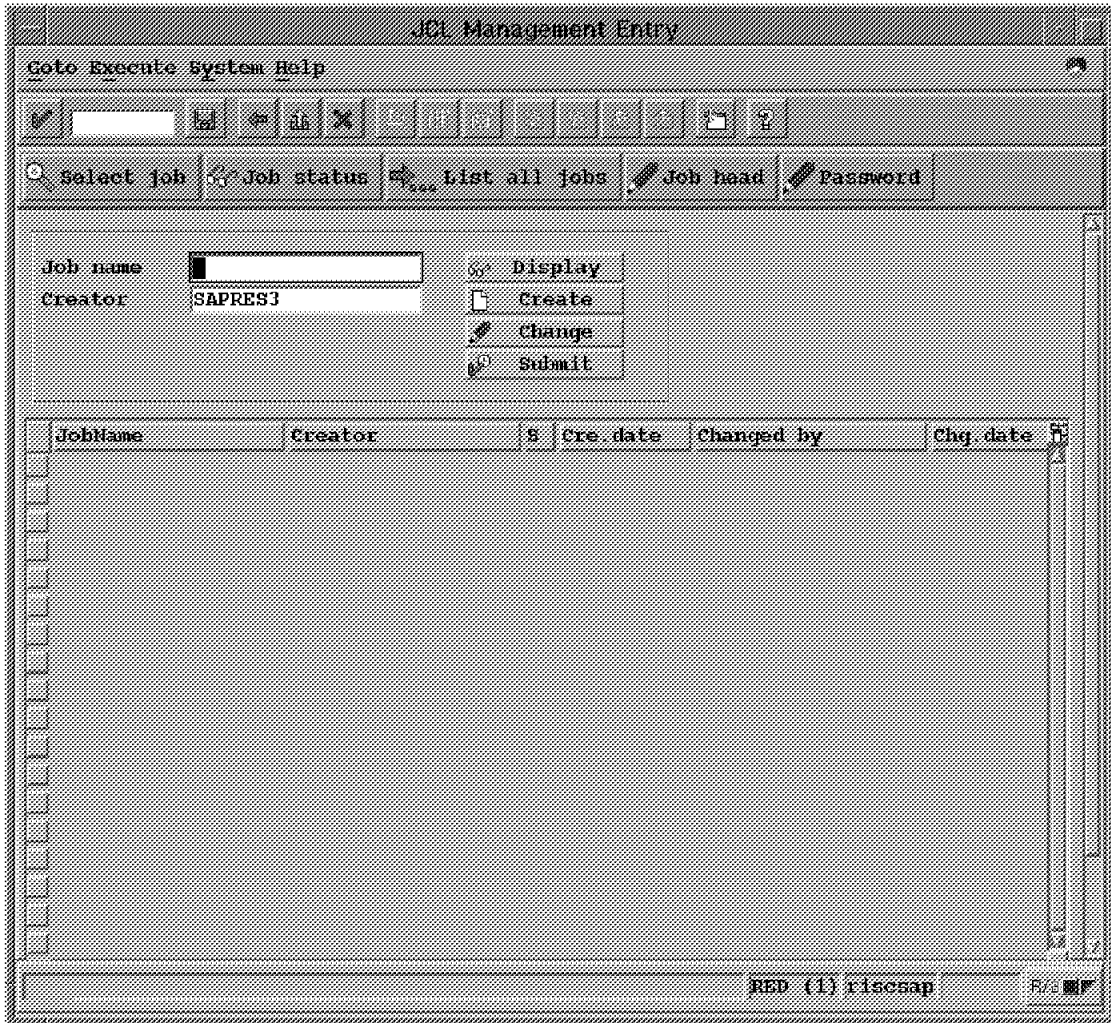 JCL Management Entry
Goto Execute System Help
Select job Job status ... List all jobs Job head Password
Job name Display
Creator SAPRES3 Create
Change
Submit
JobName Creator S Cre.date Changed by Chg.date
RED (1) riscsap R/3